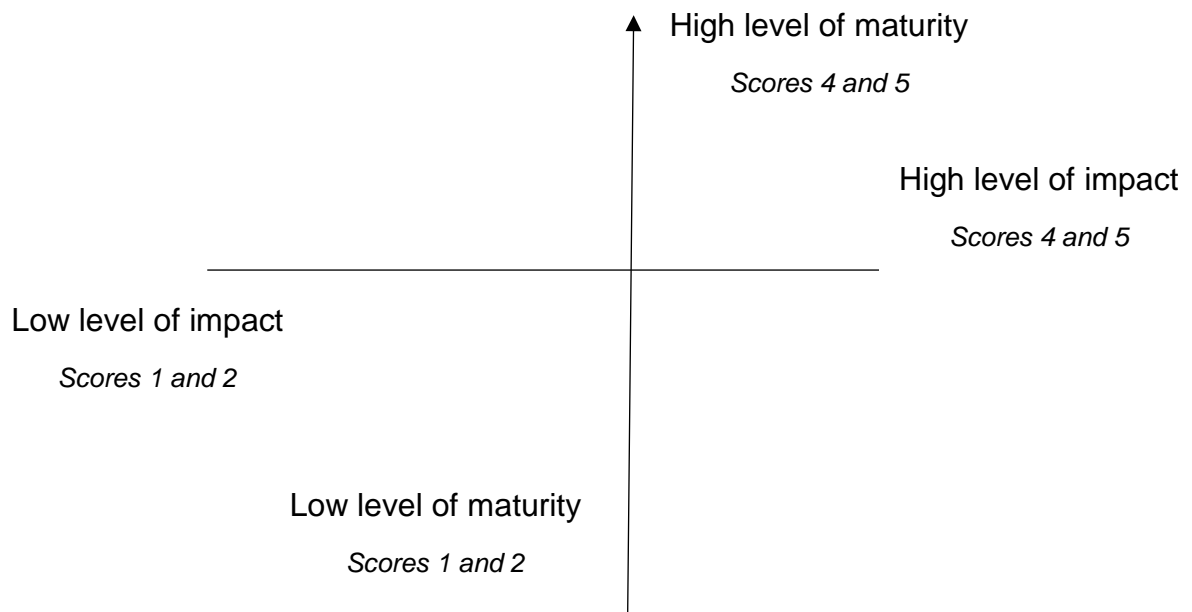 High level of maturity
Scores 4 and 5
High level of impact
Scores 4 and 5
Low level of impact
Scores 1 and 2
Low level of maturity
Scores 1 and 2